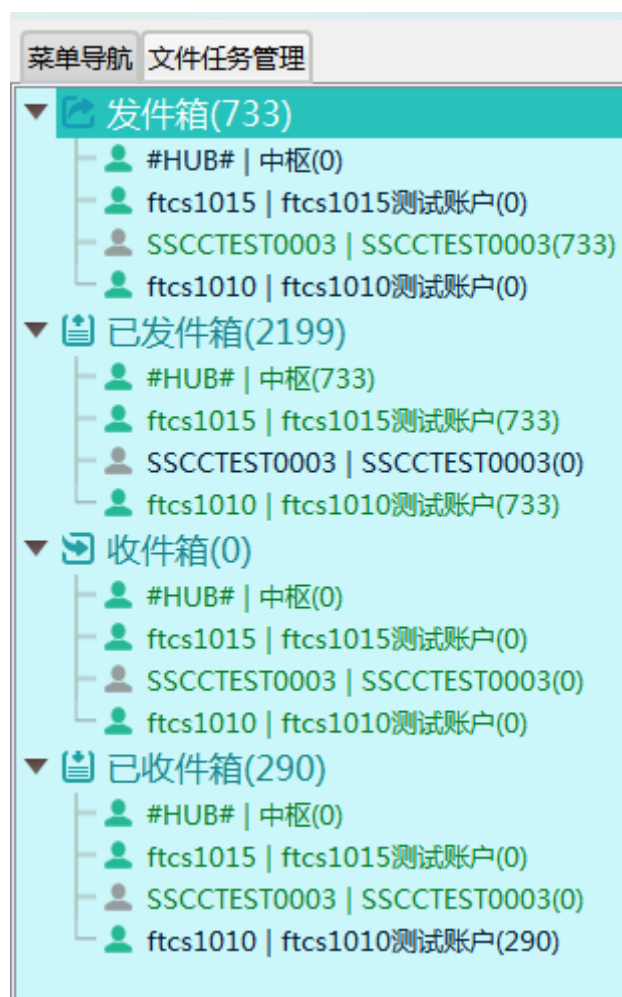 菜单导航 文件任务管理
发件箱(733)
#HUB# | 中枢(0)
ftcs1015 | ftcs1015测试账户(0)
SSCCTEST0003 | SSCCTEST0003(733)
ftcs1010 | ftcs1010测试账户(0)
已发件箱(2199)
#HUB# | 中枢(733)
ftcs1015 | ftcs1015测试账户(733)
SSCCTEST0003 | SSCCTEST0003(0)
ftcs1010 | ftcs1010测试账户(733)
收件箱(0)
#HUB# | 中枢(0)
ftcs1015 | ftcs1015测试账户(0)
SSCCTEST0003 | SSCCTEST0003(0)
ftcs1010 | ftcs1010测试账户(0)
已收件箱(290)
#HUB# | 中枢(0)
ftcs1015 | ftcs1015测试账户(0)
SSCCTEST0003 | SSCCTEST0003(0)
ftcs1010 | ftcs1010测试账户(290)